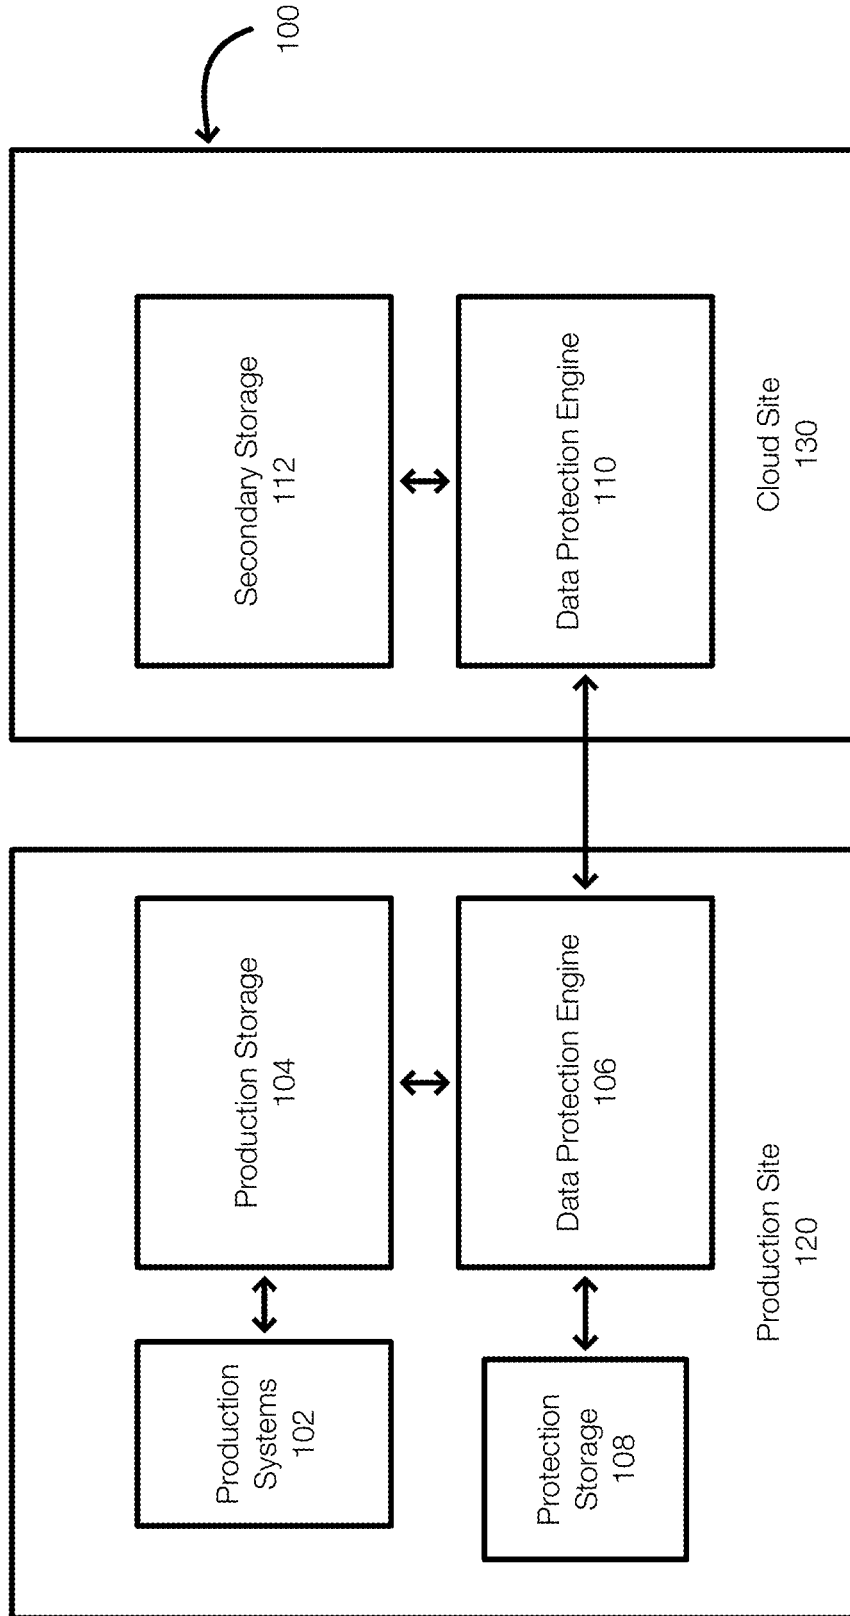 100
Production
Systems
102
Production Storage
104
Protection
Storage
108
Data Protection Engine
106
Production Site
120
Secondary Storage
112
Data Protection Engine
110
Cloud Site
130